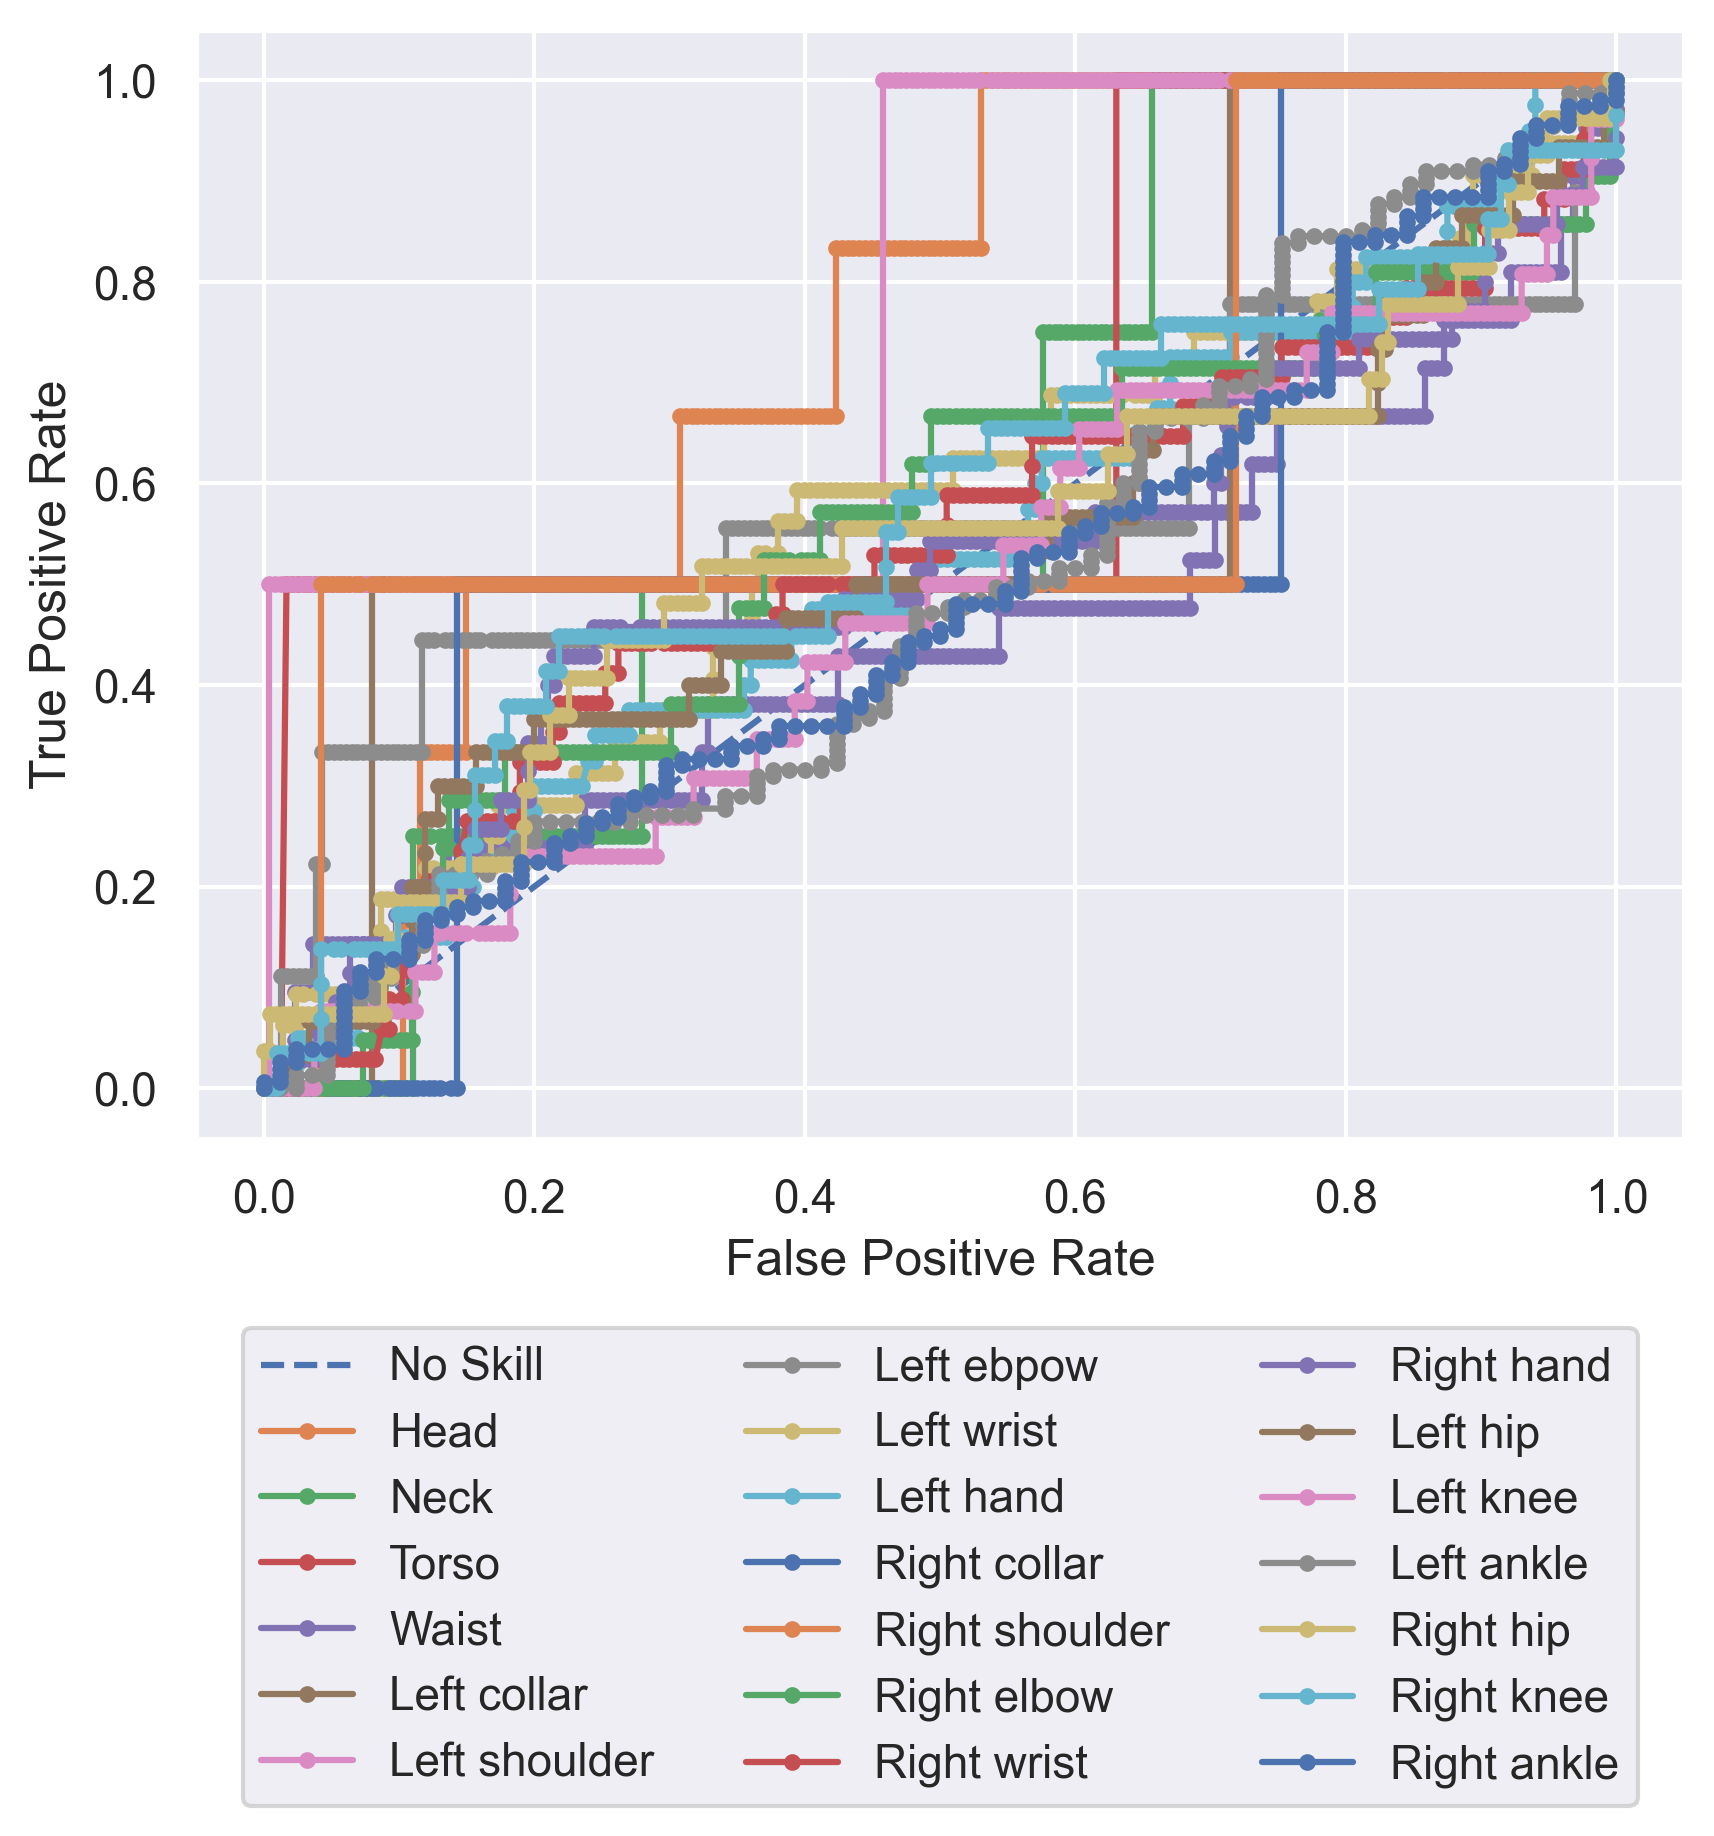 1.0
0.8
0.6
0.4
0.2
0.0
True Positive Rate
0.0 0.2 0.4 0.6 0.8 1.0
False Positive Rate
No Skill
Head
Neck
Torso
Waist
Left collar
Left shoulder
Left ebpow
Left wrist
Left hand
Right collar
Right shoulder
Right elbow
Right wrist
Right hand
Left hip
Left knee
Left ankle
Right hip
Right knee
Right ankle